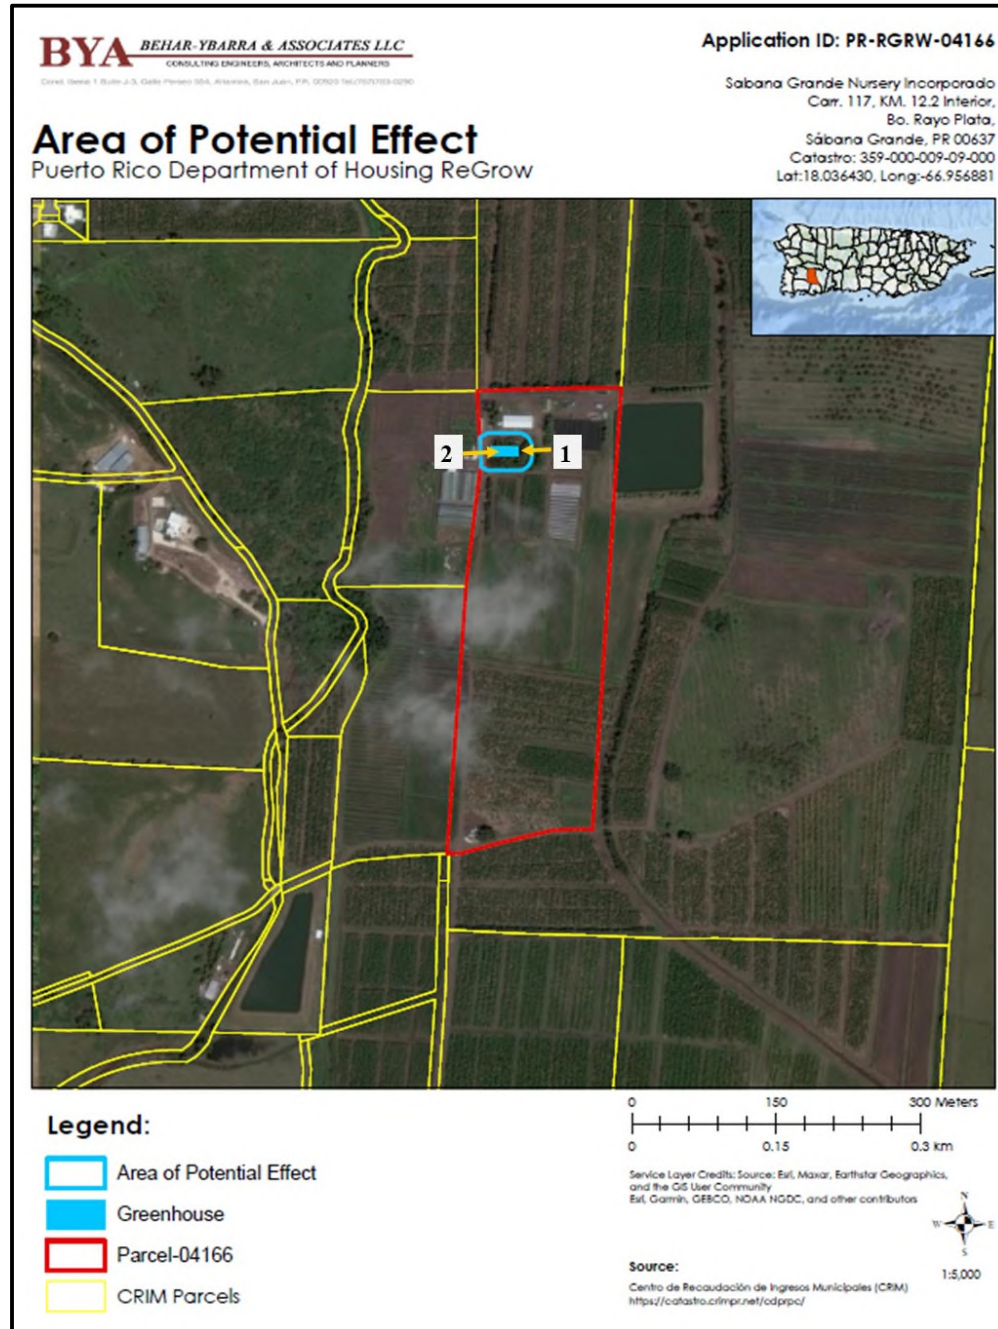 BYA BEHAR-YBARRA & ASSOCIATES LLC
CONSULTING ENGINEERS, ARCHITECTS AND PLANNERS
Application ID: PR-RGRW-04166
Sabana Grande Nursery Incorporado
Carr. 117, KM. 12.2 Interior,
Bo. Rayo Plata,
Sábana Grande, PR 00637
Catastro: 359-000-009-09-000
Lat:18.036430, Long:-66.956881
Area of Potential Effect
Puerto Rico Department of Housing ReGrow
2
1
Legend:
Area of Potential Effect
Greenhouse
Parcel-04166
CRIM Parcels
0 150 300 Meters
0 0.15 0.3 km
Service Layer Credits: Source: Esri, Maxar, Earthstar Geographics,
and the GIS User Community
Esri, Garmin, GEBCO, NOAA NGDC, and other contributors
N
W E
S
1:5,000
Source:
Centro de Recaudación de Ingresos Municipales (CRIM)
https://catastro.crimpr.net/cdprpc/